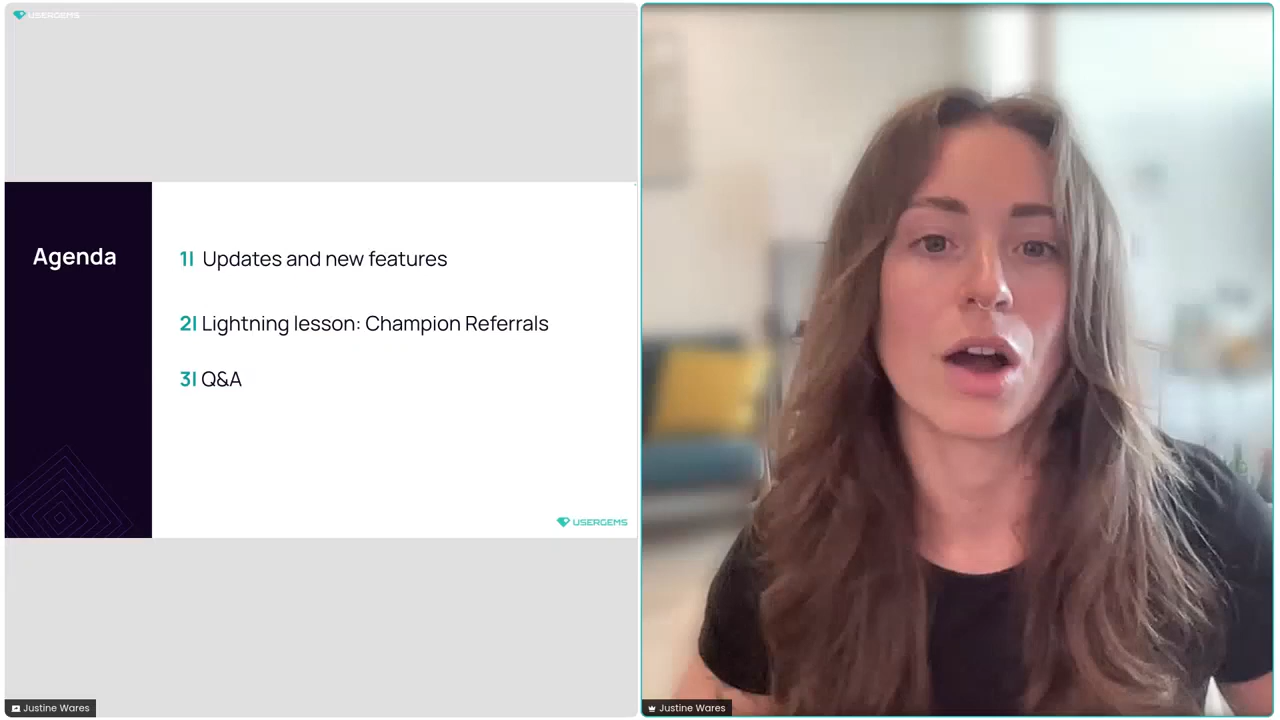 USERGEMS
Agenda
1| Updates and new features
2| Lightning lesson: Champion Referrals
3| Q&A
USERGEMS
Justine Wares
Justine Wares